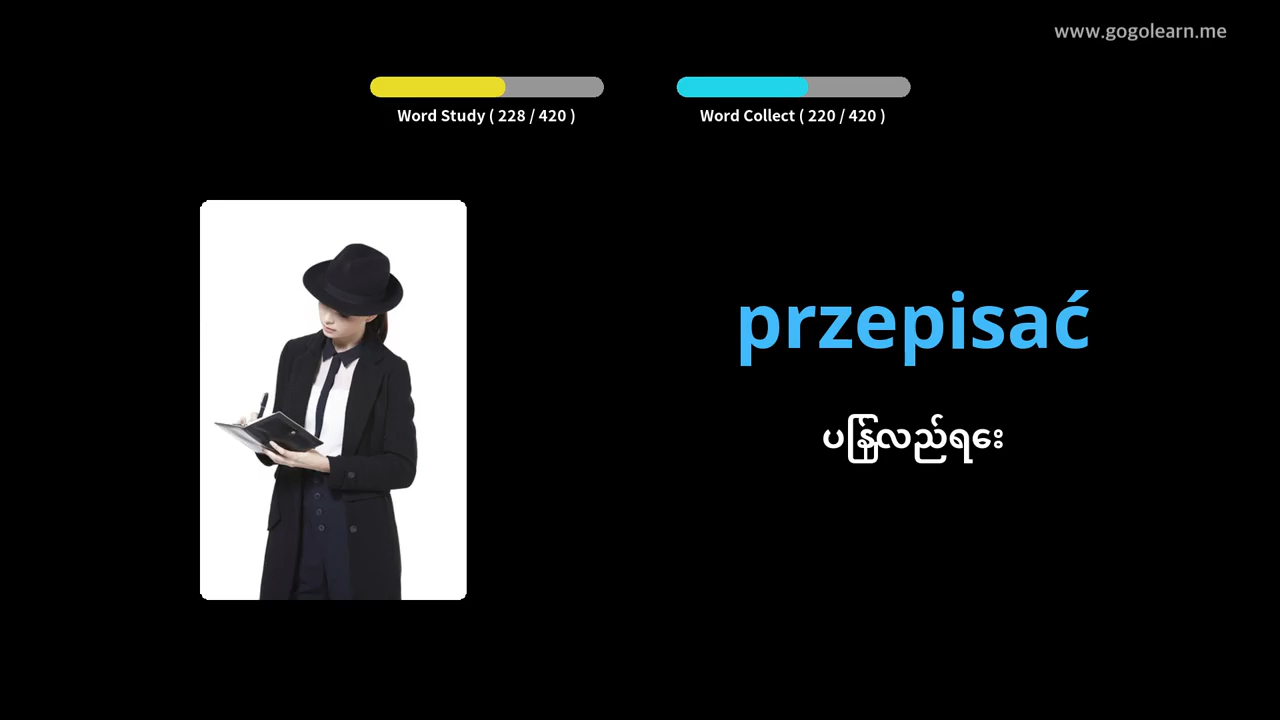 www.gogolearn.me
Word Study ( 228 / 420 )
Word Collect ( 220 / 420 )
przepisać
ပြန်လည်ရေး